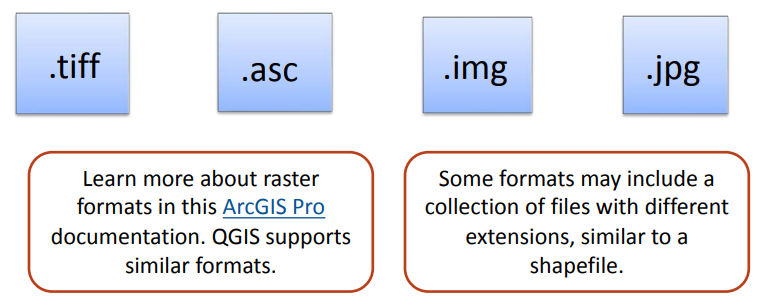 .tiff
.asc
.img
.jpg
Learn more about raster
formats in this ArcGIS Pro
documentation. QGIS supports
similar formats.
Some formats may include a
collection of files with different
extensions, similar to a
shapefile.